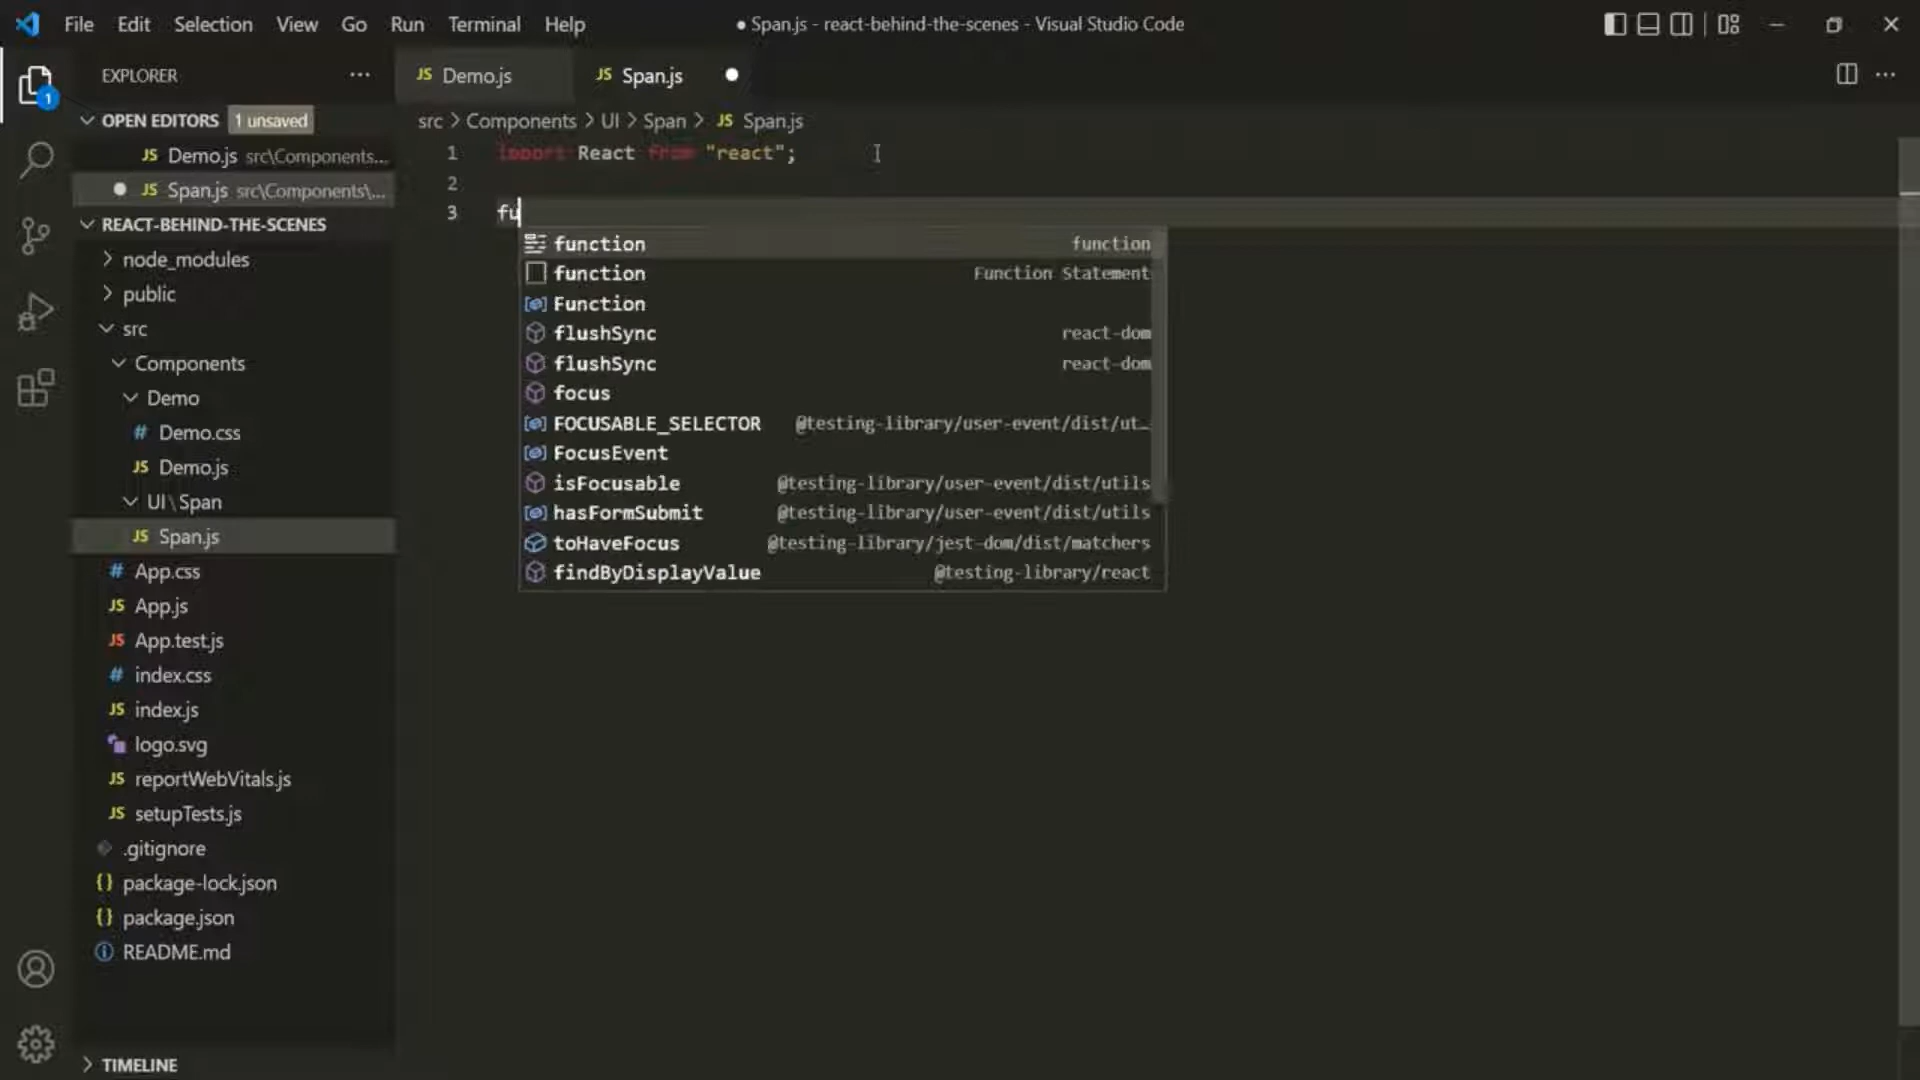 File Edit Selection View Go Run Terminal Help
● Span.js - react-behind-the-scenes - Visual Studio Code
EXPLORER
JS Demo.js
JS Span.js
1
OPEN EDITORS 1 unsaved
JS Demo.js src\Components...
JS Span.js src\Components\...
REACT-BEHIND-THE-SCENES
node_modules
public
src
Components
Demo
# Demo.css
JS Demo.js
UI \ Span
JS Span.js
# App.css
JS App.js
JS App.test.js
# index.css
JS index.js
logo.svg
JS reportWebVitals.js
JS setupTests.js
.gitignore
{} package-lock.json
{} package.json
README.md
TIMELINE
src > Components > UI > Span > JS Span.js
1 import React from "react";
2
3 fu
function function
function Function Statement
Function
flushSync react-dom
flushSync react-dom
focus
FOCUSABLE_SELECTOR @testing-library/user-event/dist/ut…
FocusEvent
isFocusable @testing-library/user-event/dist/utils
hasFormSubmit @testing-library/user-event/dist/utils
toHaveFocus @testing-library/jest-dom/dist/matchers
findByDisplayValue @testing-library/react